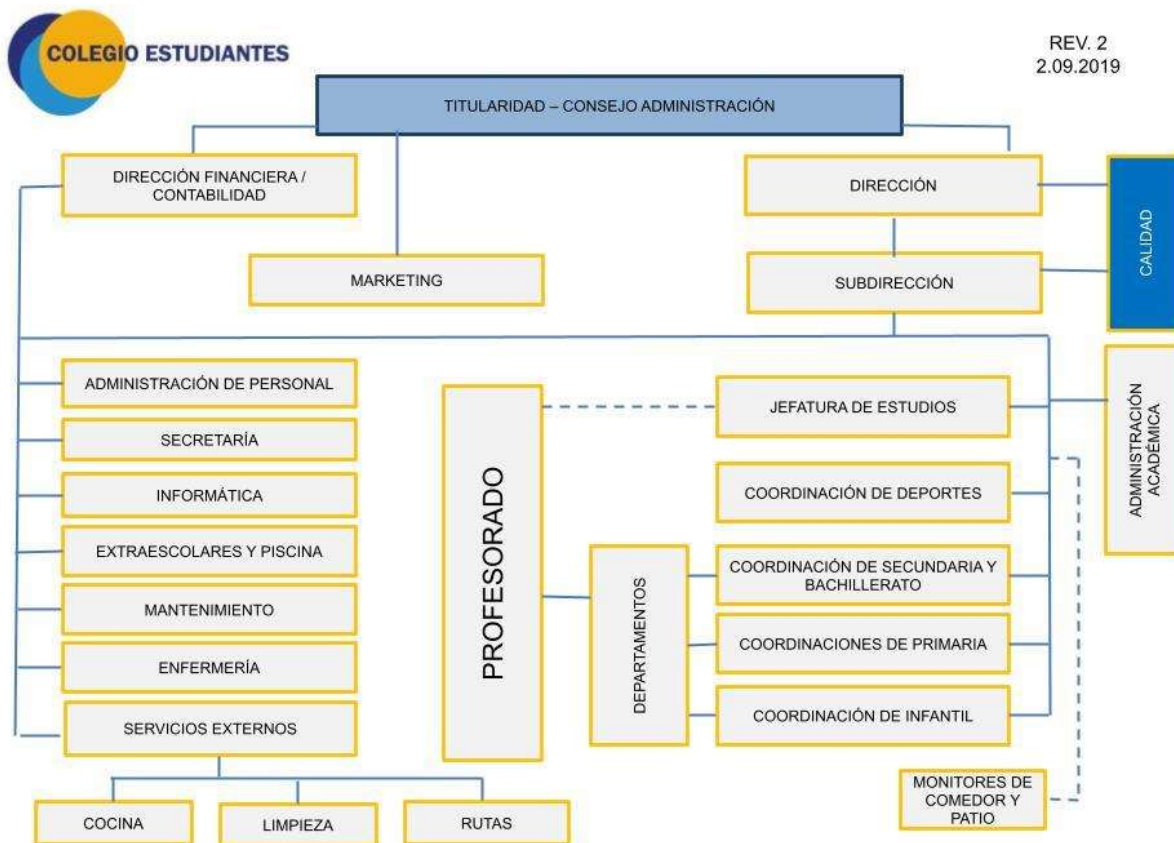 COLEGIO ESTUDIANTES
REV. 2
2.09.2019
TITULARIDAD – CONSEJO ADMINISTRACIÓN
DIRECCIÓN FINANCIERA /
CONTABILIDAD
DIRECCIÓN
CALIDAD
MARKETING
SUBDIRECCIÓN
ADMINISTRACIÓN DE PERSONAL
SECRETARÍA
INFORMÁTICA
EXTRAESCOLARES Y PISCINA
MANTENIMIENTO
ENFERMERÍA
SERVICIOS EXTERNOS
COCINA
LIMPIEZA
RUTAS
PROFESORADO
DEPARTAMENTOS
JEFATURA DE ESTUDIOS
COORDINACIÓN DE DEPORTES
COORDINACIÓN DE SECUNDARIA Y
BACHILLERATO
COORDINACIONES DE PRIMARIA
COORDINACIÓN DE INFANTIL
ADMINISTRACIÓN
ACADÉMICA
MONITORES DE
COMEDOR Y
PATIO